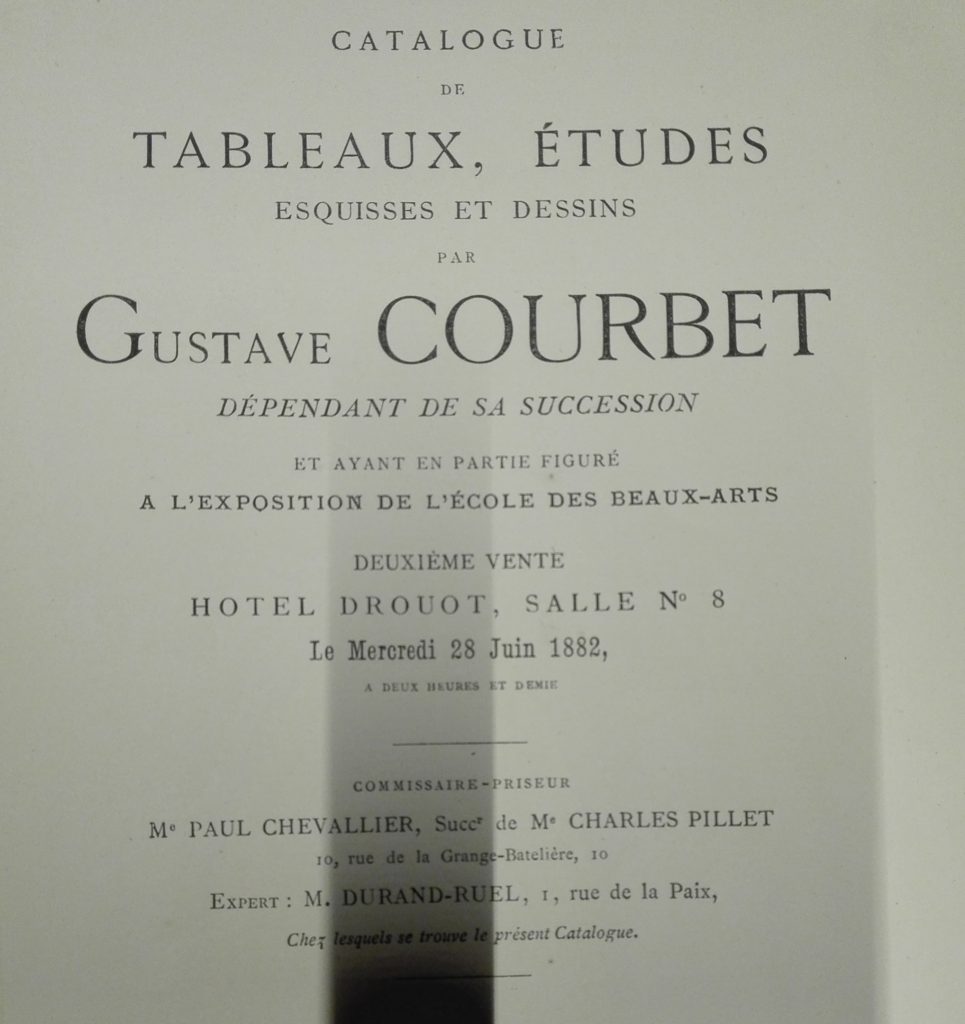 CATALOGUE
DE
TABLEAUX, ÉTUDES
ESQUISSES ET DESSINS
PAR
GUSTAVE COURBET
DÉPENDANT DE SA SUCCESSION
ET AYANT EN PARTIE FIGURÉ
A L'EXPOSITION DE L'ÉCOLE DES BEAUX-ARTS
DEUXIÈME VENTE
HOTEL DROUOT, SALLE Nº 8
Le Mercredi 28 Juin 1882,
A DEUX HEURES ET DEMIE
COMMISSAIRE-PRISEUR
Mᵉ PAUL CHEVALLIER, Succʳ de Mᵉ CHARLES PILLET
10, rue de la Grange-Batelière, 10
EXPERT : M. DURAND-RUEL, 1, rue de la Paix,
Chez lesquels se trouve le présent Catalogue.